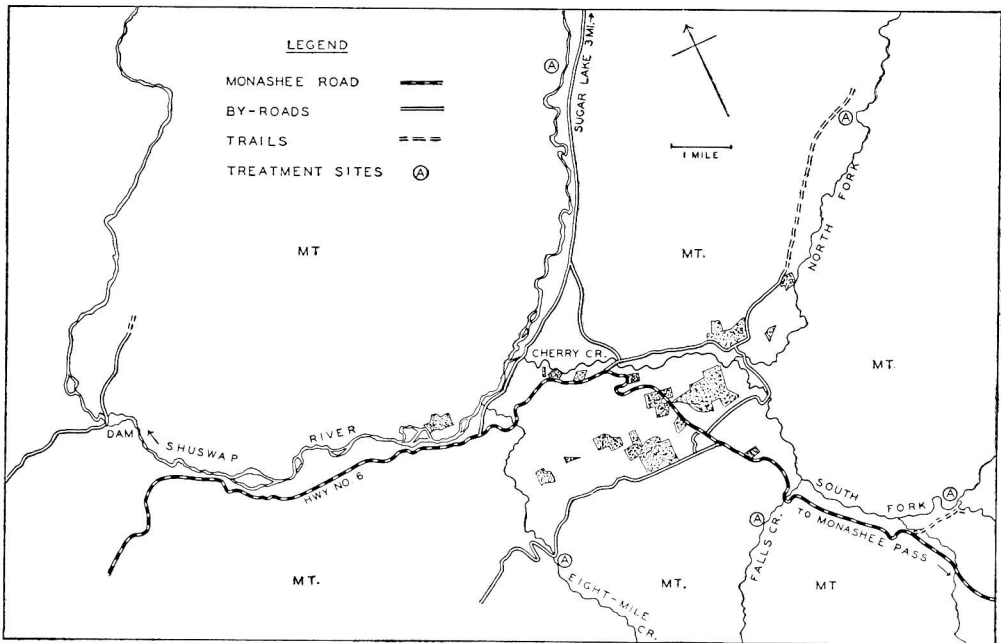 LEGEND
MONASHEE ROAD
BY-ROADS
TRAILS
TREATMENT SITES A
A
SUGAR LAKE 3 MI.
1 MILE
A
NORTH FORK
MT
MT.
MT.
CHERRY CR.
DAM
SHUSWAP RIVER
HWY NO 6
SOUTH FORK
A
A
TO MONASHEE PASS
FALLS CR.
A
EIGHT-MILE CR.
MT.
MT.
MT